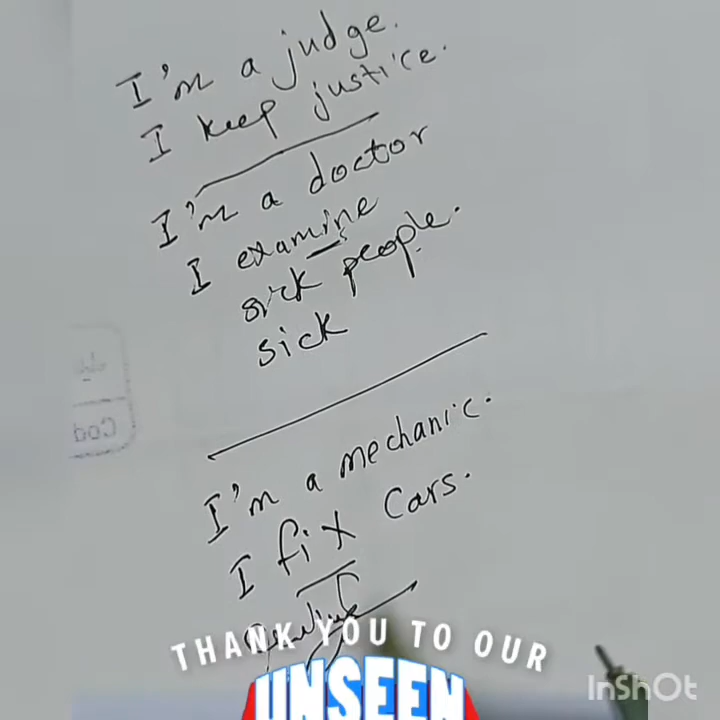 I'm a judge.
I keep justice.
I'm a doctor
I examine
sick people.
sick
I'm a mechanic.
I fix cars.
THANK YOU TO OUR
UNSEEN
InShOt